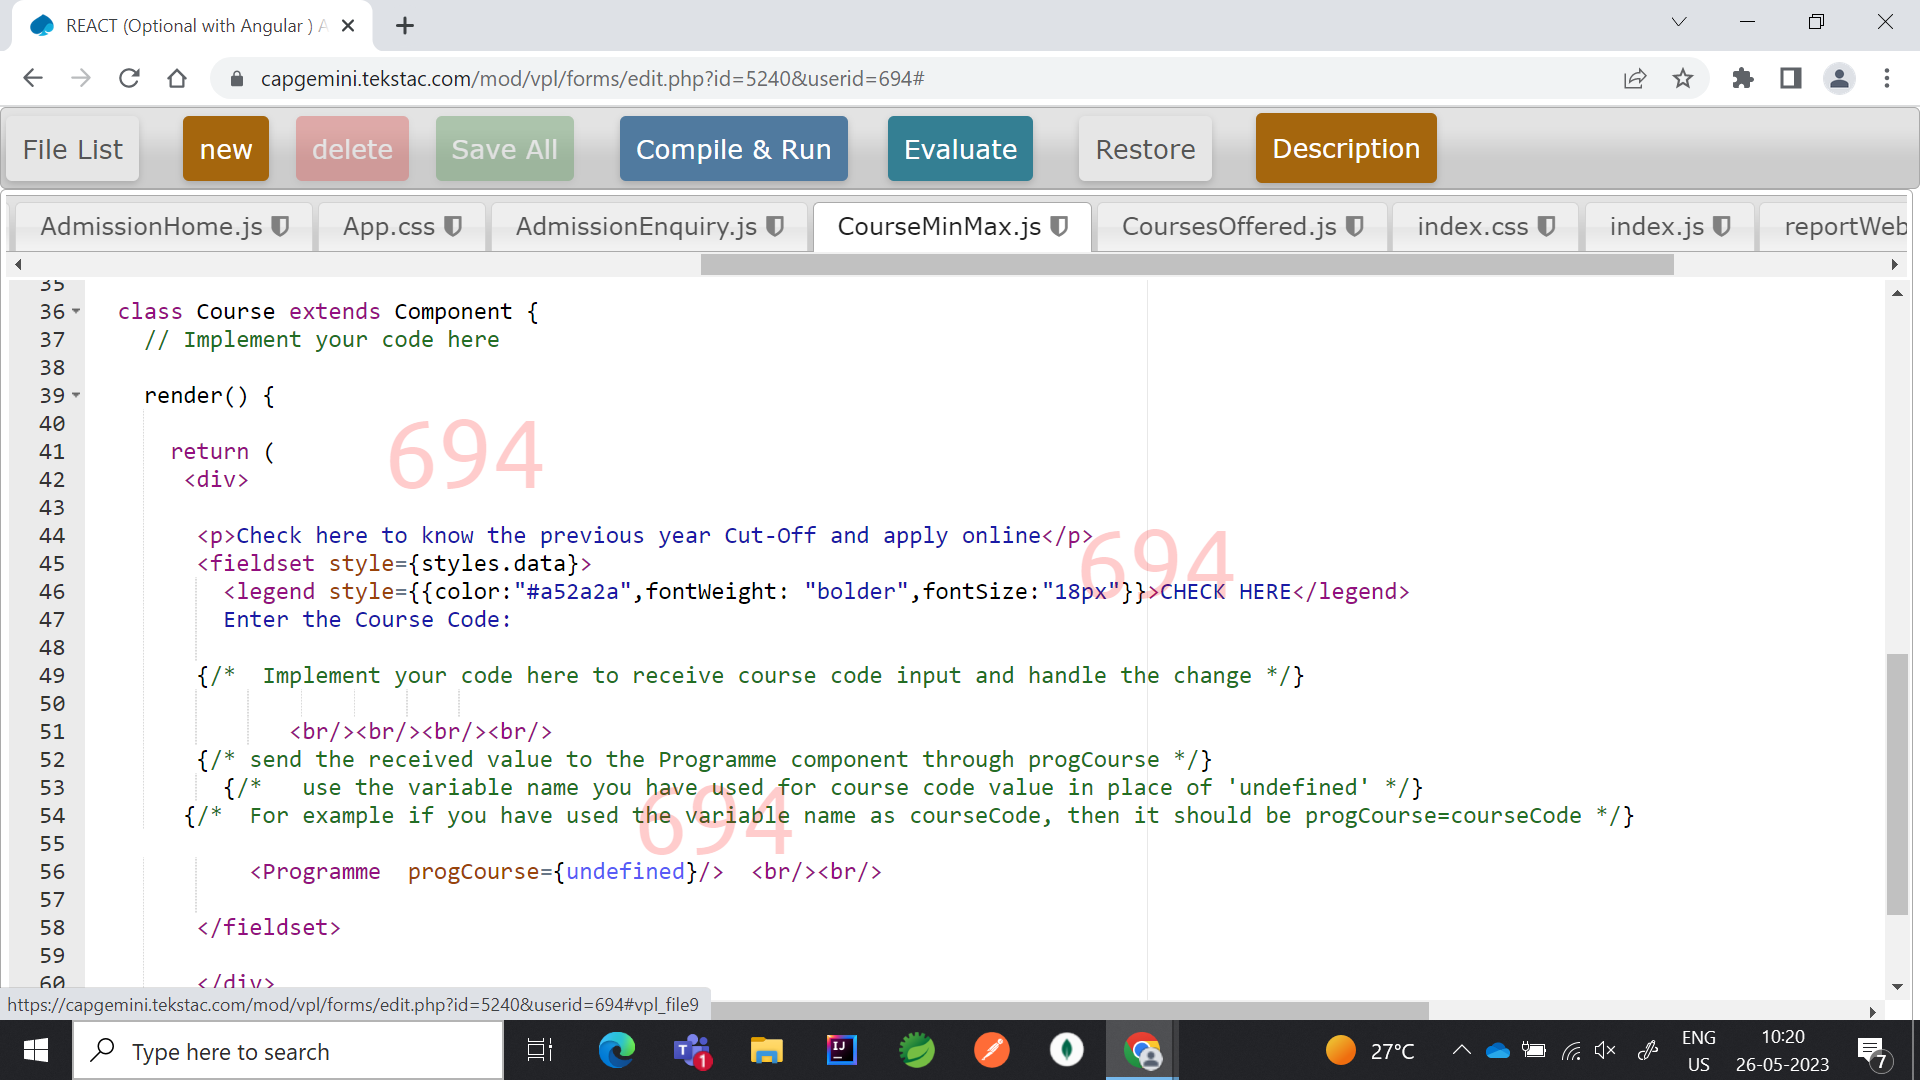 REACT (Optional with Angular ) A
capgemini.tekstac.com/mod/vpl/forms/edit.php?id=5240&userid=694#
File List new delete Save All Compile & Run Evaluate Restore Description
AdmissionHome.js App.css AdmissionEnquiry.js CourseMinMax.js CoursesOffered.js index.css index.js reportWeb
35
36 class Course extends Component {
37 // Implement your code here
38
39 render() {
40
694
41 return (
42 <div>
43
44 <p>Check here to know the previous year Cut-Off and apply online</p>
694
45 <fieldset style={styles.data}>
46 <legend style={{color:"#a52a2a",fontWeight: "bolder",fontSize:"18px"}}>CHECK HERE</legend>
47 Enter the Course Code:
48
49 {/*  Implement your code here to receive course code input and handle the change */}
50
51 <br/><br/><br/><br/>
52 {/* send the received value to the Programme component through progCourse */}
53 {/*   use the variable name you have used for course code value in place of 'undefined' */}
694
54 {/*  For example if you have used the variable name as courseCode, then it should be progCourse=courseCode */}
55
56 <Programme  progCourse={undefined}/>  <br/><br/>
57
58 </fieldset>
59
60 </div>
https://capgemini.tekstac.com/mod/vpl/forms/edit.php?id=5240&userid=694#vpl_file9
Type here to search
1
27°C
ENG
US
10:20
26-05-2023
7